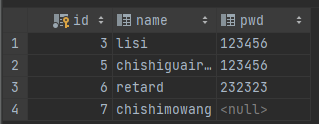 id name pwd
1 3 lisi 123456
2 5 chishiguair... 123456
3 6 retard 232323
4 7 chishimowang <null>